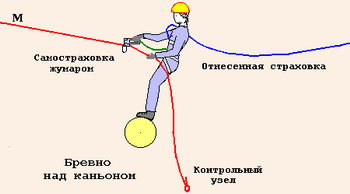 М
Самостраховка
жумаром
Отнесенная страховка
Бревно
над каньоном
Контрольный
узел